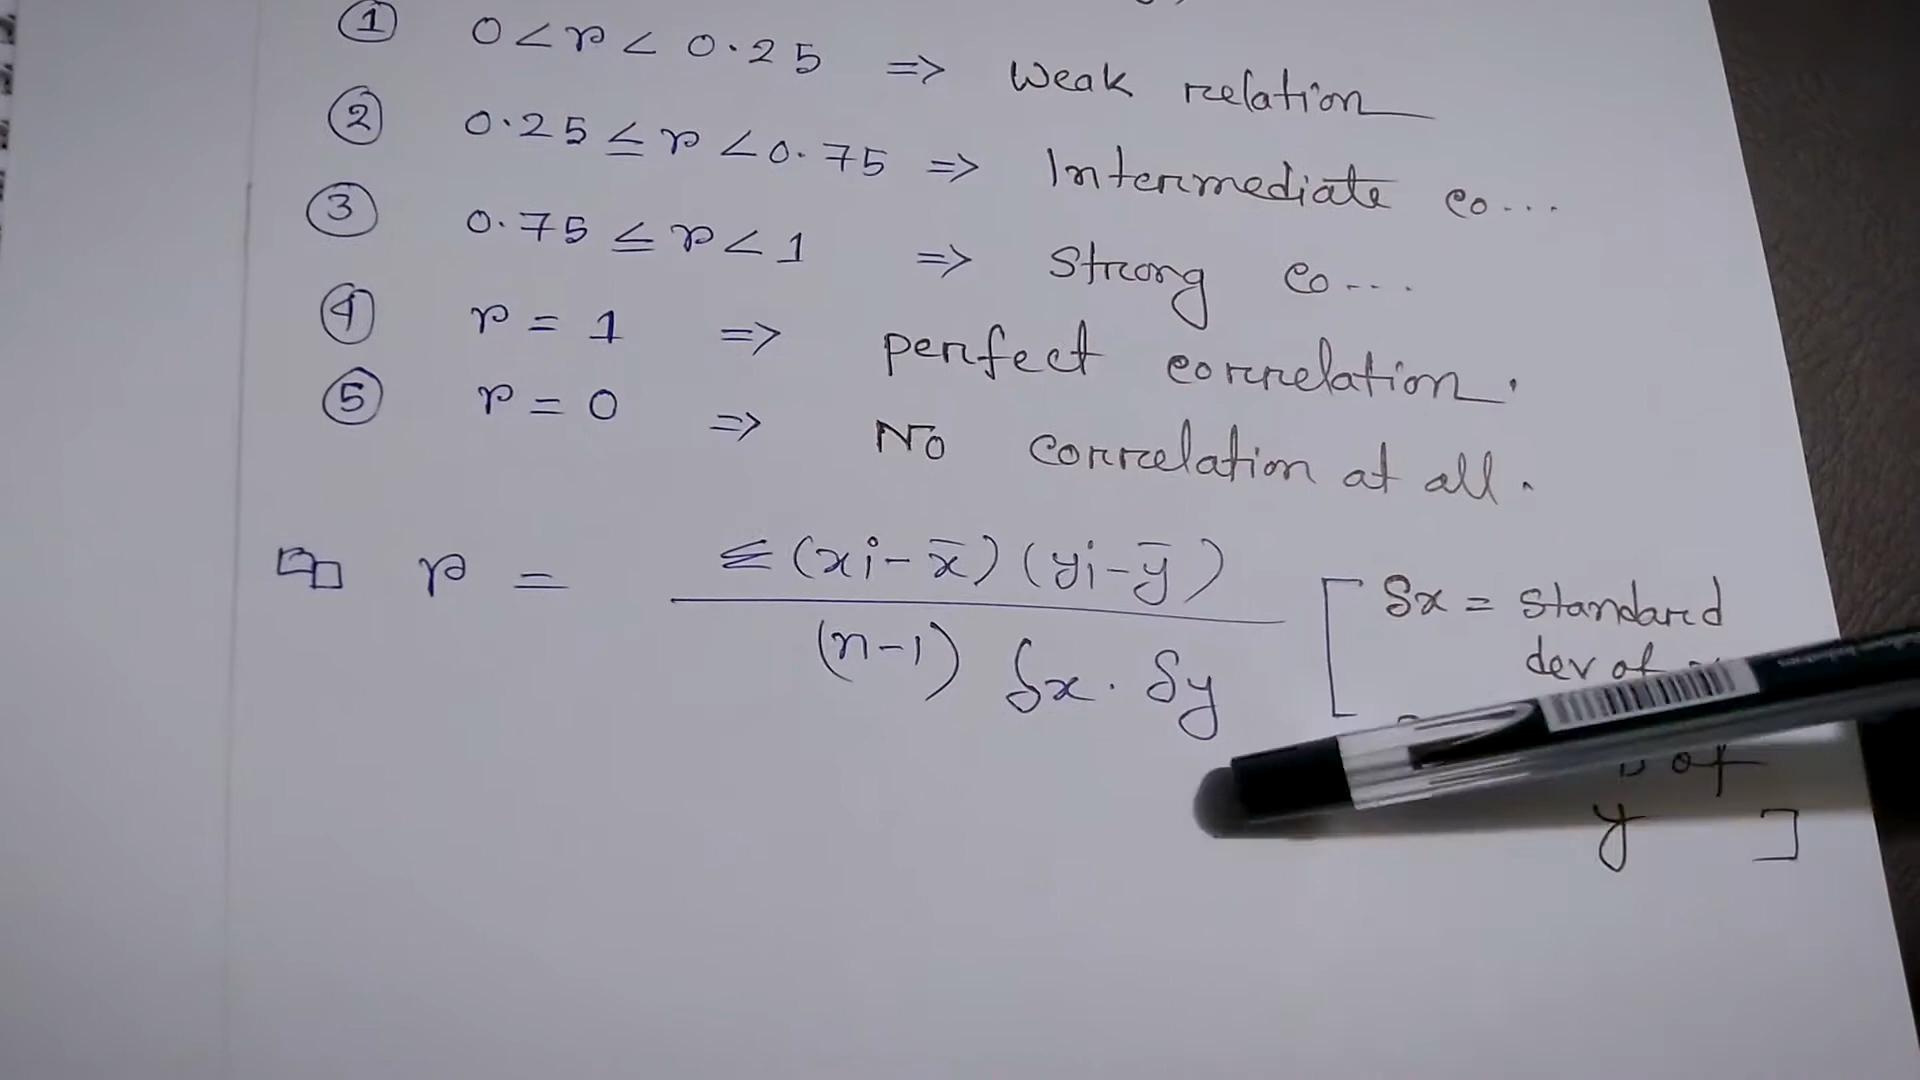 ① 0 < r < 0.25 => Weak relation
② 0.25 ≤ r < 0.75 => Intermediate co...
③ 0.75 ≤ r < 1 => Strong co...
④ r = 1 => perfect correlation.
⑤ r = 0 => No correlation at all.
r = Σ(xi - x̄)(yi - ȳ) / (n-1) Sx . Sy
[ Sx = standard
dev of
of
y ]